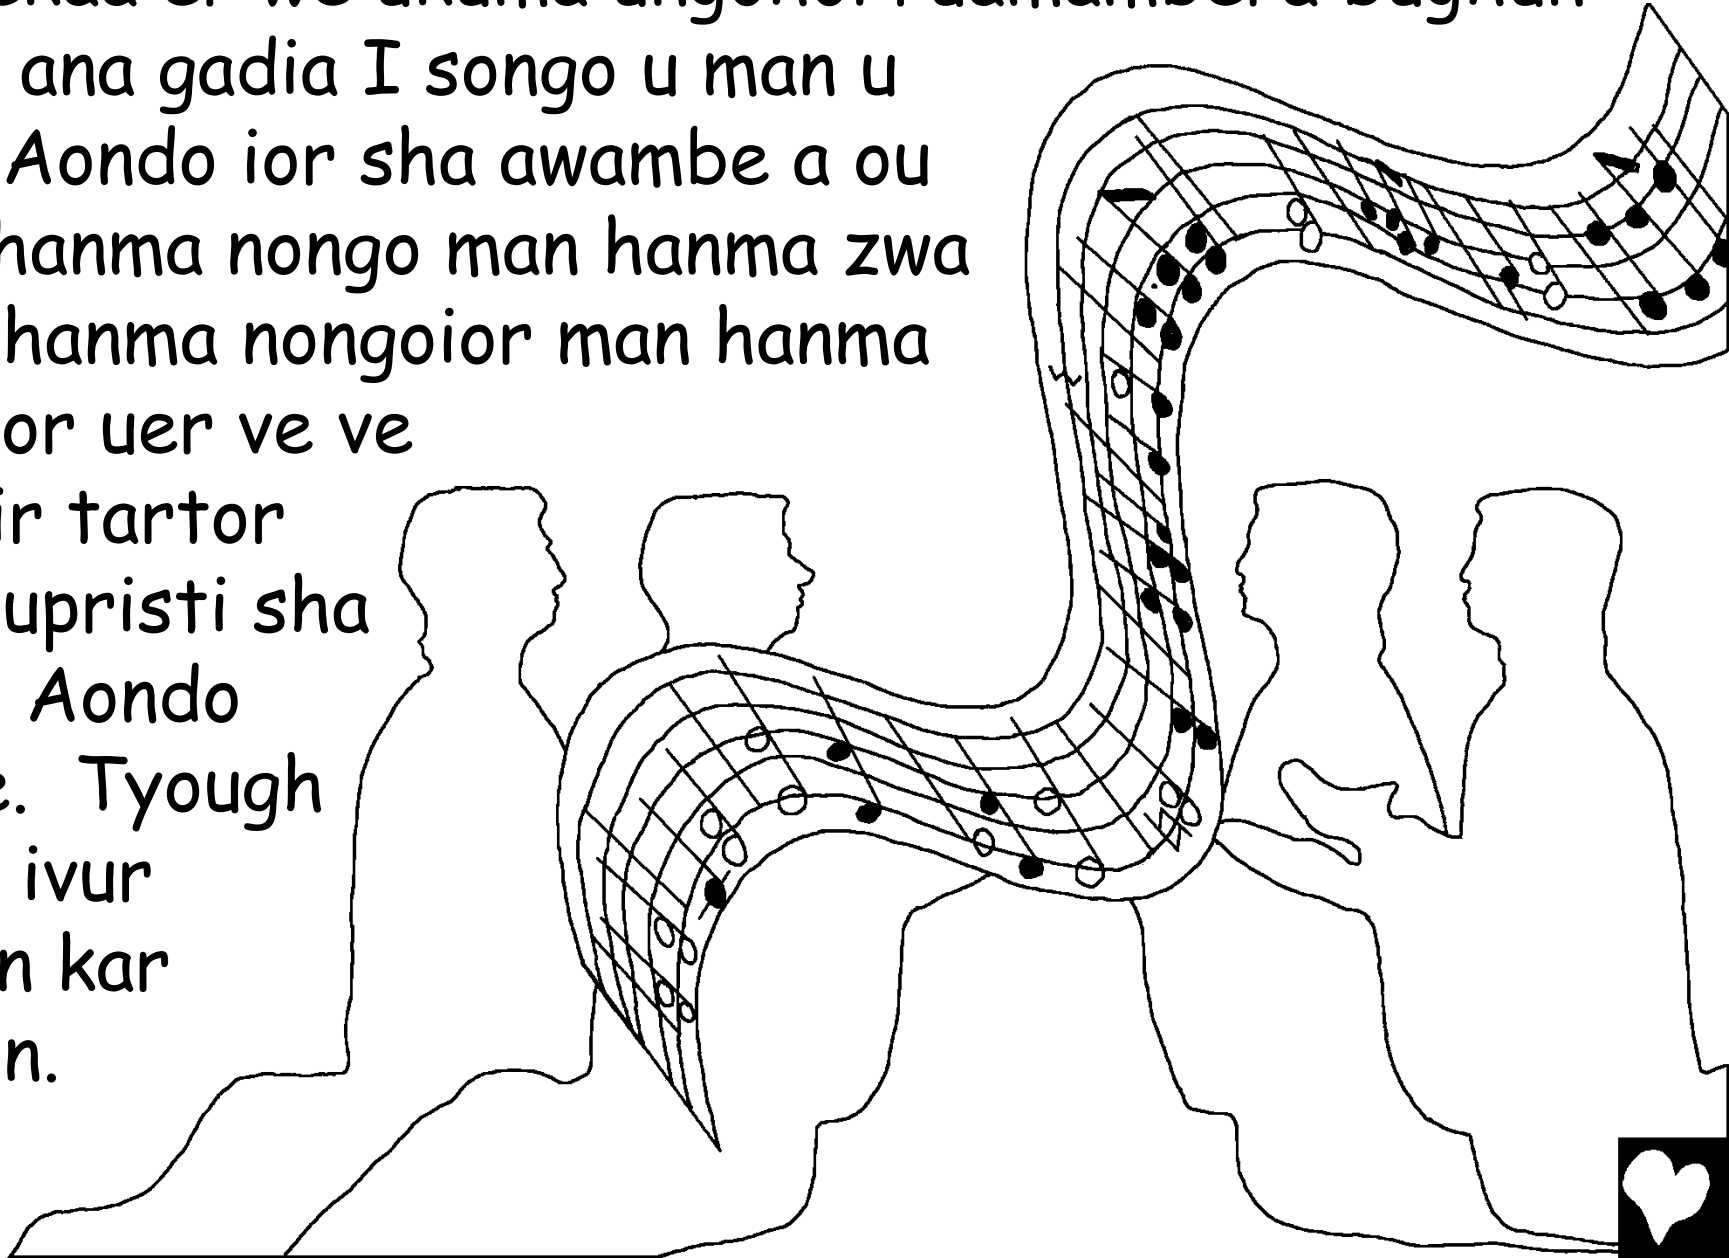 ana gadia I songo u man u
Aondo ior sha awambe a ou
hanma nongo man hanma zwa
hanma nongoior man hanma
or uer ve ve
ir tartor
upristi sha
Aondo
e. Tyough
ivur
n kar
n.